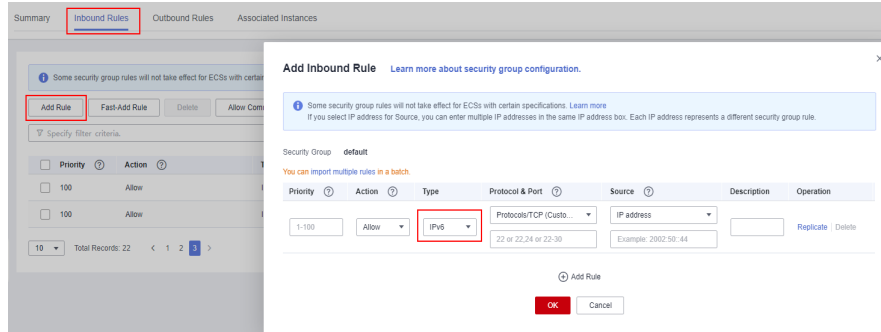 Summary Inbound Rules Outbound Rules Associated Instances
Some security group rules will not take effect for ECSs with certain
Add Rule Fast-Add Rule Delete Allow Com
Specify filter criteria.
Priority Action
100 Allow
100 Allow
10 Total Records: 22 < 1 2 3 >
Add Inbound Rule Learn more about security group configuration.
Some security group rules will not take effect for ECSs with certain specifications. Learn more
If you select IP address for Source, you can enter multiple IP addresses in the same IP address box. Each IP address represents a different security group rule.
Security Group default
You can import multiple rules in a batch.
Priority Action Type Protocol & Port Source Description Operation
1-100 Allow IPv6 Protocols/TCP (Custo... IP address Replicate Delete
22 or 22,24 or 22-30 Example: 2002:50::44
Add Rule
OK Cancel